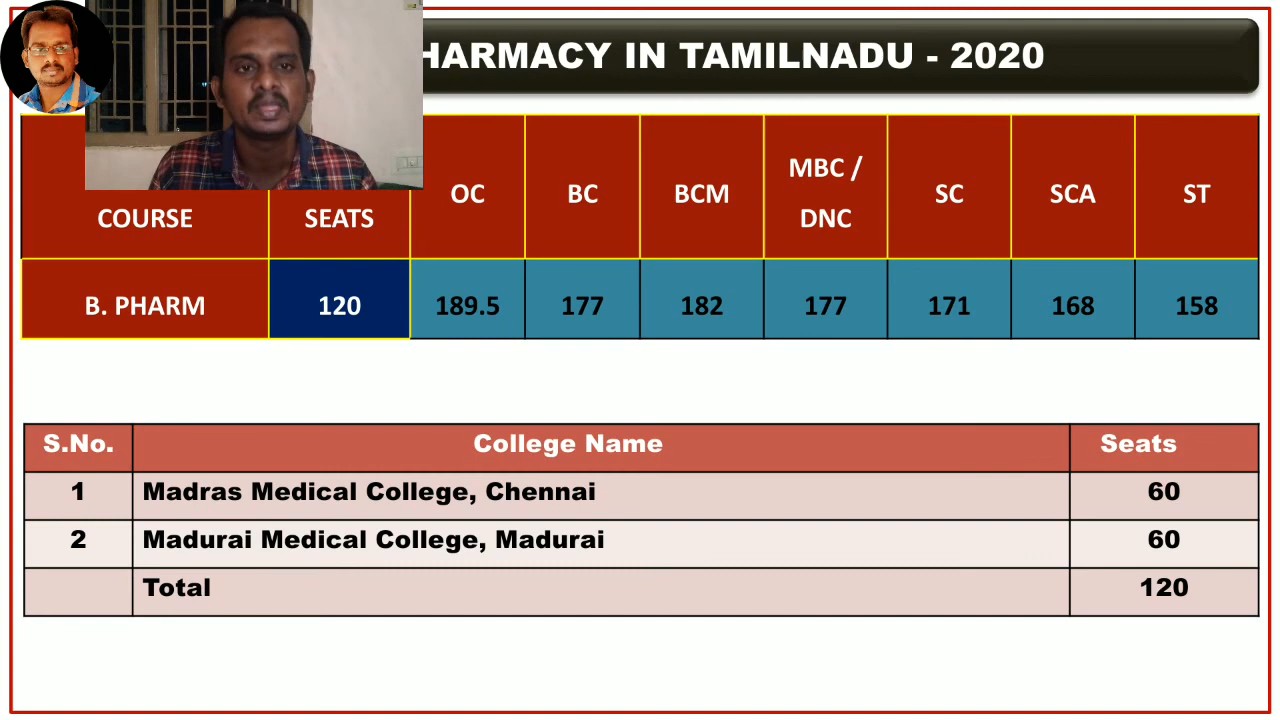 PHARMACY IN TAMILNADU - 2020
COURSE SEATS OC BC BCM MBC / DNC SC SCA ST
B. PHARM 120 189.5 177 182 177 171 168 158
S.No. College Name Seats
1 Madras Medical College, Chennai 60
2 Madurai Medical College, Madurai 60
Total 120